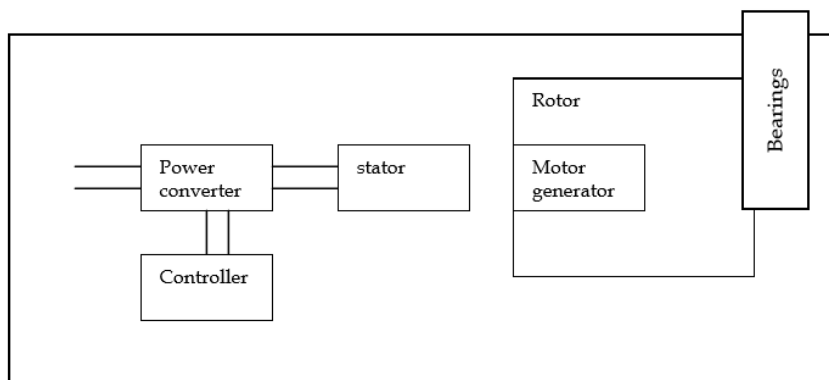 Rotor
Bearings
Power
converter
stator
Motor
generator
Controller